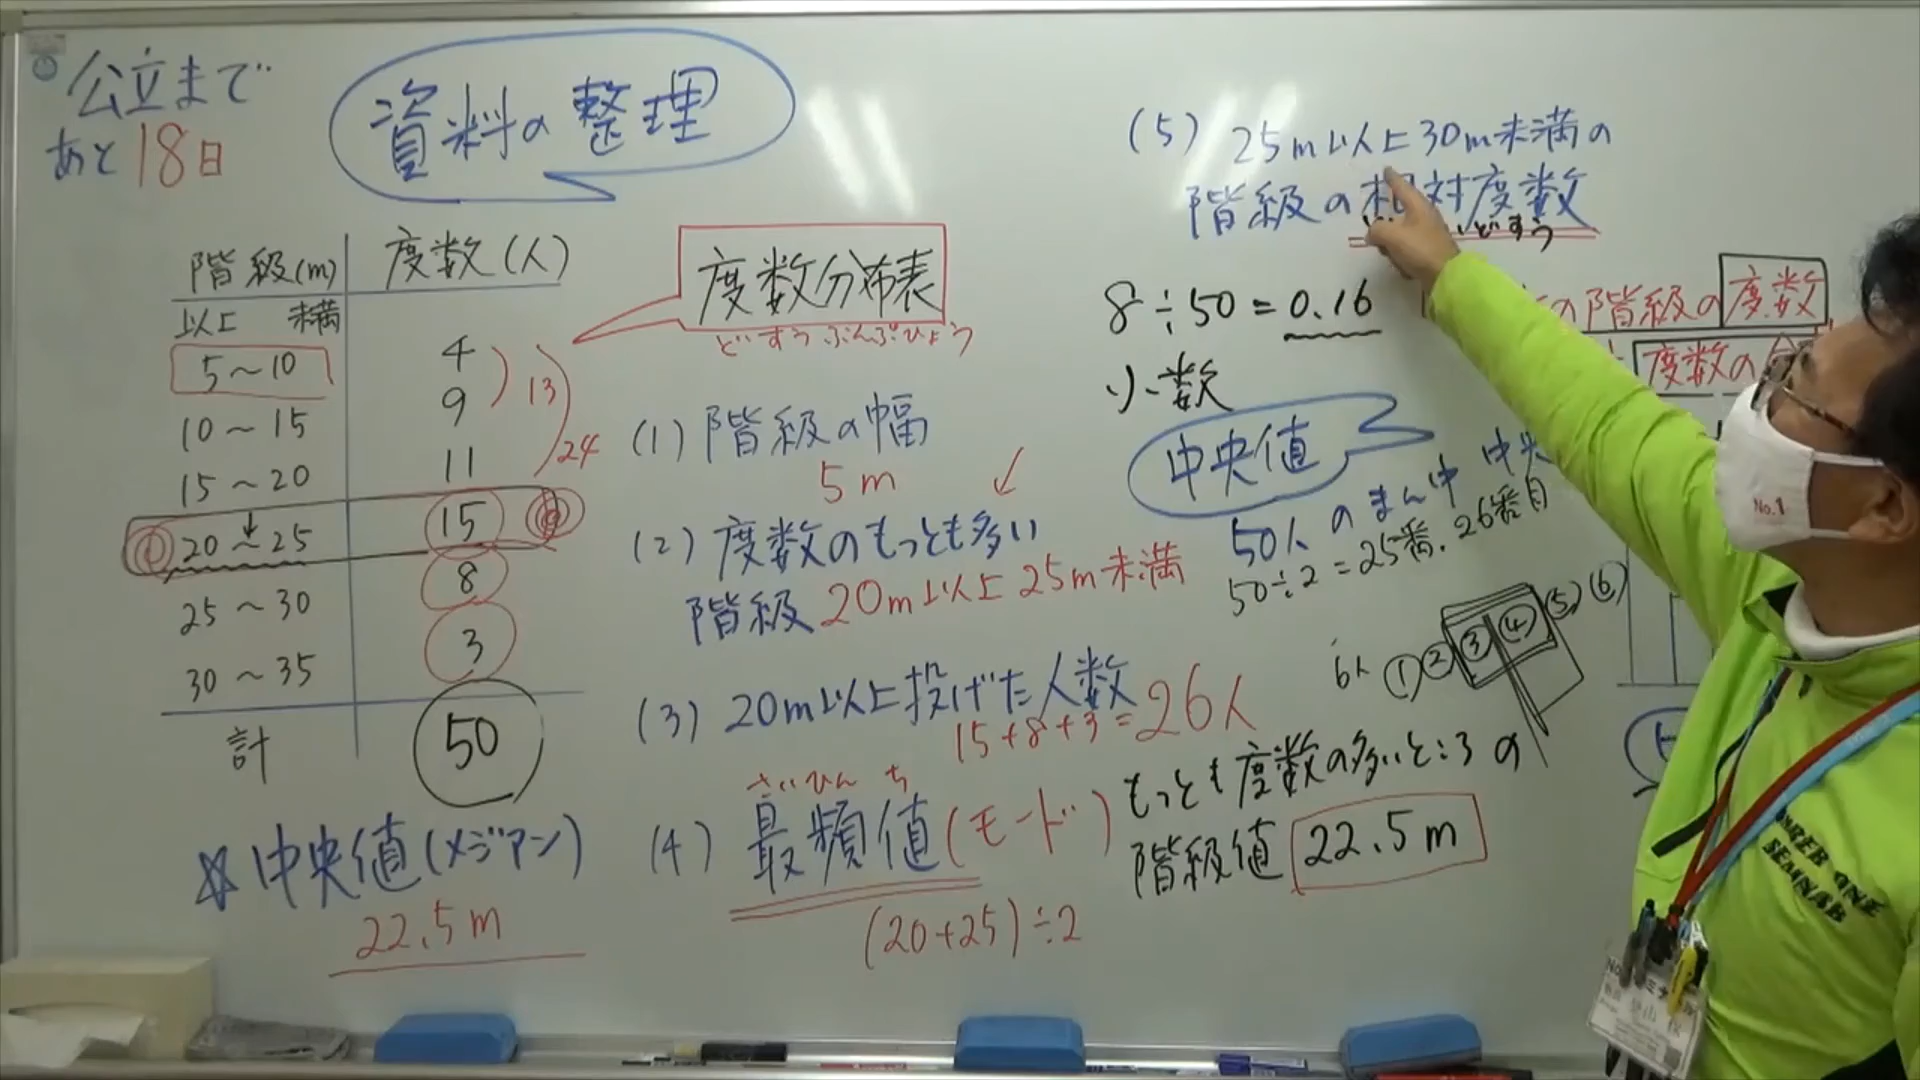 公立まで
あと18日
資料の整理
階級(m) 度数(人)
以上 未満
5〜10 4
10〜15 9
15〜20 11
20〜25 15
25〜30 8
30〜35 3
計 50
13
24
☆中央値(メジアン)
22.5m
度数分布表
どすうぶんぷひょう
(1) 階級の幅
5m
(2) 度数のもっとも多い
階級 20m以上25m未満
(3) 20m以上投げた人数
15+8+3=26人
さいひんち
(4) 最頻値(モード)
(20+25)÷2
もっとも度数の多いところの
階級値 22.5m
(5) 25m以上30m未満の
階級の相対度数
いどすう
8÷50=0.16
小数
の階級の度数
度数の
中央値
50人のまん中 中央
50÷2=25番.26番目
6人 ① ② ③ ④ ⑤ ⑥
No.1
SEMINAR